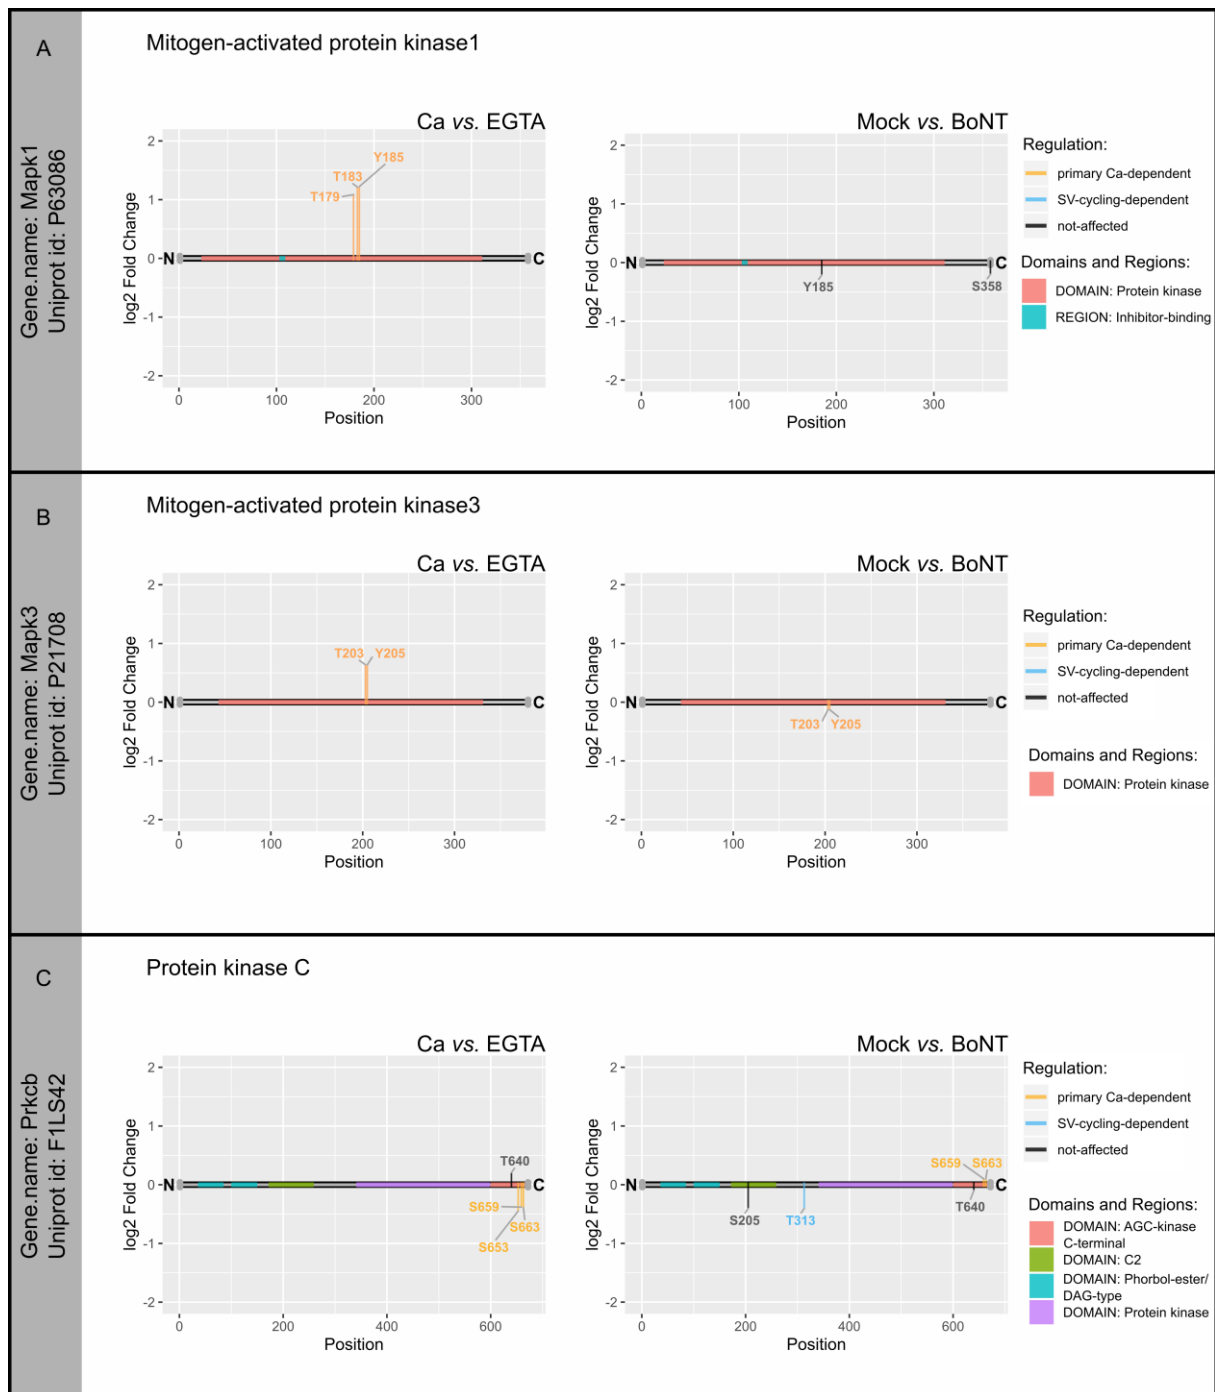 A
Gene.name: Mapk1
Uniprot id: P63086
Mitogen-activated protein kinase1
Ca vs. EGTA
log2 Fold Change
2
1
0
-1
-2
N
C
T179
T183
Y185
0 100 200 300
Position
Mock vs. BoNT
log2 Fold Change
2
1
0
-1
-2
N
C
Y185
S358
0 100 200 300
Position
Regulation:
primary Ca-dependent
SV-cycling-dependent
not-affected
Domains and Regions:
DOMAIN: Protein kinase
REGION: Inhibitor-binding
B
Gene.name: Mapk3
Uniprot id: P21708
Mitogen-activated protein kinase3
Ca vs. EGTA
log2 Fold Change
2
1
0
-1
-2
N
C
T203 Y205
0 100 200 300
Position
Mock vs. BoNT
log2 Fold Change
2
1
0
-1
-2
N
C
T203 Y205
0 100 200 300
Position
Regulation:
primary Ca-dependent
SV-cycling-dependent
not-affected
Domains and Regions:
DOMAIN: Protein kinase
C
Gene.name: Prkcb
Uniprot id: F1LS42
Protein kinase C
Ca vs. EGTA
log2 Fold Change
2
1
0
-1
-2
N
C
T640
S659
S663
S653
0 200 400 600
Position
Mock vs. BoNT
log2 Fold Change
2
1
0
-1
-2
N
C
S659 S663
T640
S205 T313
0 200 400 600
Position
Regulation:
primary Ca-dependent
SV-cycling-dependent
not-affected
Domains and Regions:
DOMAIN: AGC-kinase
C-terminal
DOMAIN: C2
DOMAIN: Phorbol-ester/
DAG-type
DOMAIN: Protein kinase